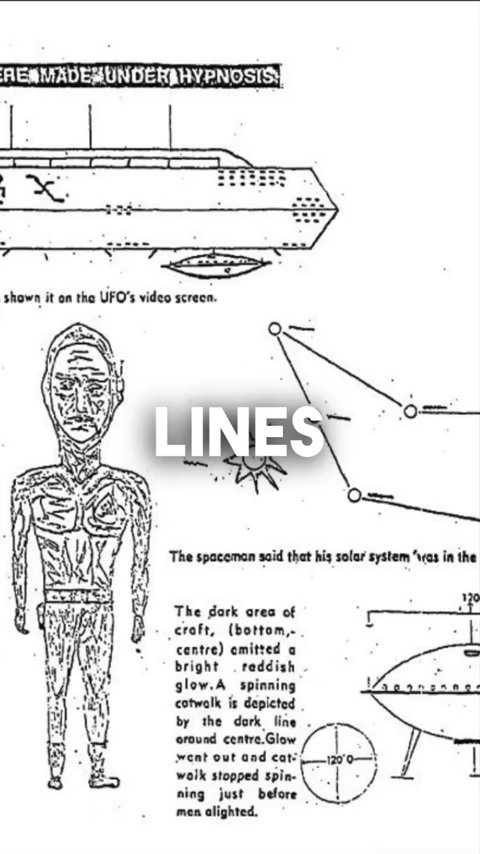 ERE MADE UNDER HYPNOSIS
shown it on the UFO's video screen.
LINES
The spaceman said that his solar system was in the
The dark area of
craft, (bottom,
centre) emitted a
bright reddish
glow. A spinning
catwalk is depicted
by the dark line
around centre. Glow
went out and cat-
walk stopped spin-
ning just before
men alighted.
120°0
120